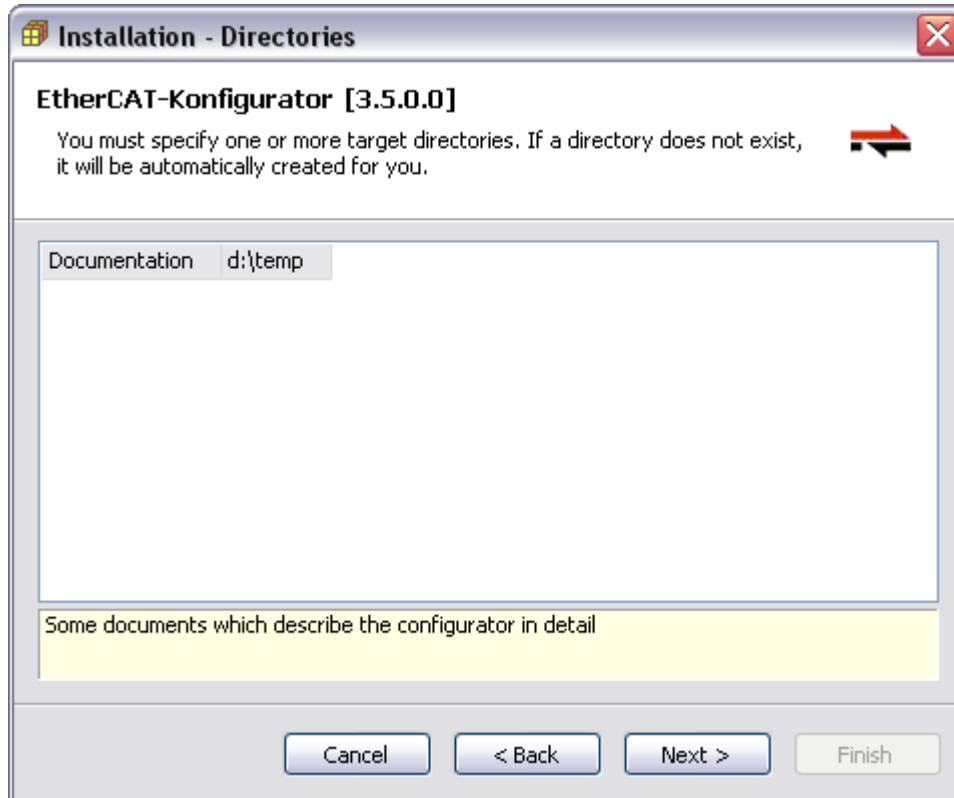 Installation - Directories
EtherCAT-Konfigurator [3.5.0.0]
You must specify one or more target directories. If a directory does not exist,
it will be automatically created for you.
Documentation d:\temp
Some documents which describe the configurator in detail
Cancel < Back Next > Finish